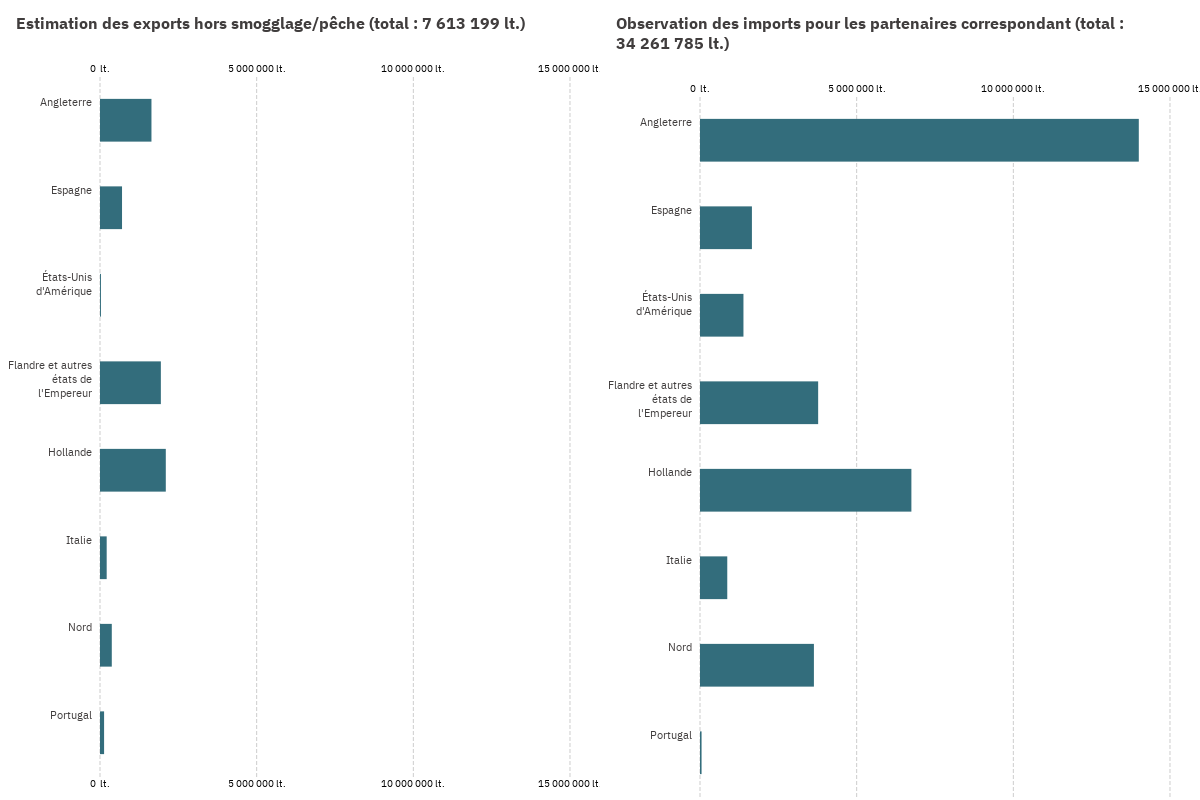 Estimation des exports hors smogglage/pêche (total : 7 613 199 lt.)
0 lt.
5 000 000 lt.
10 000 000 lt.
15 000 000 lt
Angleterre
Espagne
États-Unis
d'Amérique
Flandre et autres
états de
l'Empereur
Hollande
Italie
Nord
Portugal
0 lt.
5 000 000 lt.
10 000 000 lt.
15 000 000 lt
Observation des imports pour les partenaires correspondant (total :
34 261 785 lt.)
0 lt.
5 000 000 lt.
10 000 000 lt.
15 000 000 lt
Angleterre
Espagne
États-Unis
d'Amérique
Flandre et autres
états de
l'Empereur
Hollande
Italie
Nord
Portugal